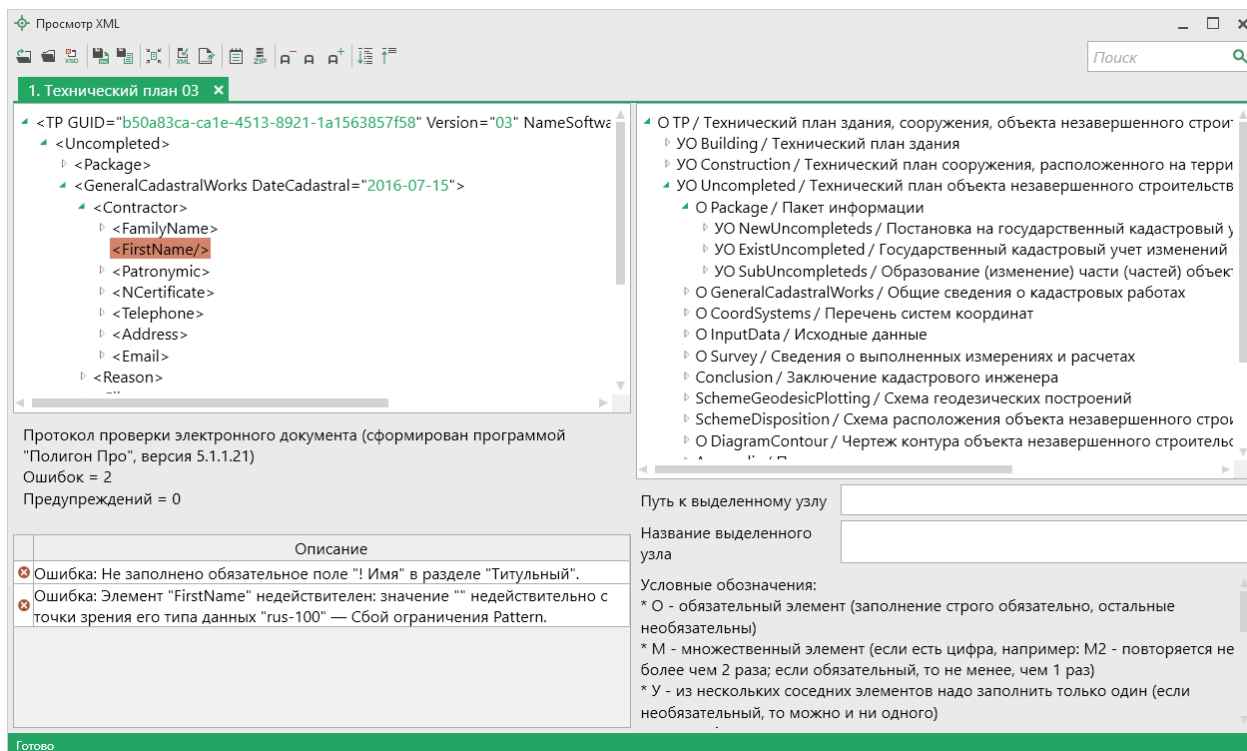 Просмотр XML
Поиск
1. Технический план 03
<TP GUID="b50a83ca-ca1e-4513-8921-1a1563857f58" Version="03" NameSoftwa
<Uncompleted>
<Package>
<GeneralCadastralWorks DateCadastral="2016-07-15">
<Contractor>
<FamilyName>
<FirstName/>
<Patronymic>
<NCertificate>
<Telephone>
<Address>
<Email>
<Reason>
Протокол проверки электронного документа (сформирован программой
"Полигон Про", версия 5.1.1.21)
Ошибок = 2
Предупреждений = 0
Описание
Ошибка: Не заполнено обязательное поле "! Имя" в разделе "Титульный".
Ошибка: Элемент "FirstName" недействителен: значение "" недействительно с
точки зрения его типа данных "rus-100" — Сбой ограничения Pattern.
О TP / Технический план здания, сооружения, объекта незавершенного строит
УО Building / Технический план здания
УО Construction / Технический план сооружения, расположенного на терри
УО Uncompleted / Технический план объекта незавершенного строительств
О Package / Пакет информации
УО NewUncompleteds / Постановка на государственный кадастровый у
УО ExistUncompleted / Государственный кадастровый учет изменений
УО SubUncompleteds / Образование (изменение) части (частей) объект
О GeneralCadastralWorks / Общие сведения о кадастровых работах
О CoordSystems / Перечень систем координат
О InputData / Исходные данные
О Survey / Сведения о выполненных измерениях и расчетах
Conclusion / Заключение кадастрового инженера
SchemeGeodesicPlotting / Схема геодезических построений
SchemeDisposition / Схема расположения объекта незавершенного строи
О DiagramContour / Чертеж контура объекта незавершенного строительс
Путь к выделенному узлу
Название выделенного
узла
Условные обозначения:
* О - обязательный элемент (заполнение строго обязательно, остальные
необязательны)
* М - множественный элемент (если есть цифра, например: М2 - повторяется не
более чем 2 раза; если обязательный, то не менее, чем 1 раз)
* У - из нескольких соседних элементов надо заполнить только один (если
необязательный, то можно и ни одного)
Готово